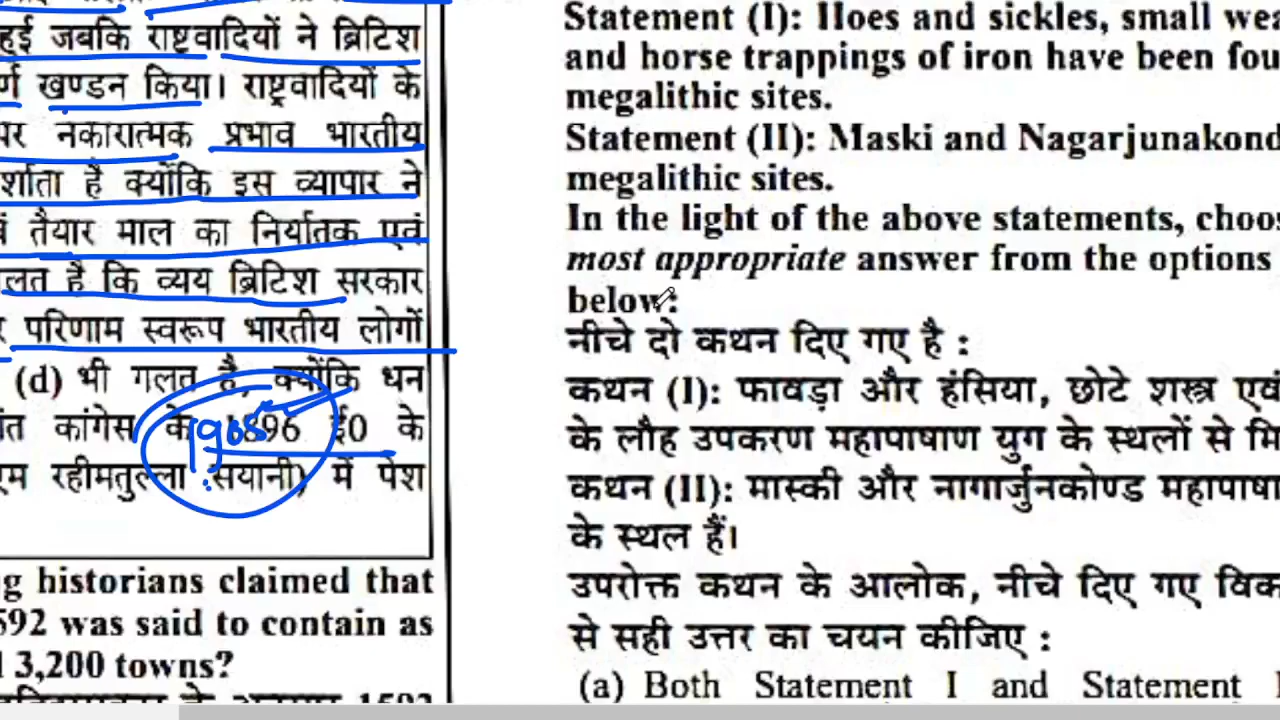 हुई जबकि राष्टवादियों ने ब्रिटिश
खण्डन किया। राष्ट्रवादियों के
नकारात्मक प्रभाव भारतीय
है क्योंकि इस व्यापार ने
तैयार माल का निर्यातक एवं
है कि व्यय ब्रिटिश सरकार
परिणाम स्वरूप भारतीय लोगों
(d) भी गलत है, क्योंकि धन
कांगेस के 1896 ई0 के
1905
रहीमतुल्ला सयानी) में पेश
g historians claimed that
592 was said to contain as
3,200 towns?
Statement (I): Hoes and sickles, small wea
and horse trappings of iron have been fou
megalithic sites.
Statement (II): Maski and Nagarjunakond
megalithic sites.
In the light of the above statements, choos
most appropriate answer from the options
below:
नीचे दो कथन दिए गए है :
कथन (I): फावड़ा और हंसिया, छोटे शस्त्र एवं
के लौह उपकरण महापाषाण युग के स्थलों से मि
कथन (II): मास्की और नागार्जुनकोण्ड महापाषा
के स्थल हैं।
उपरोक्त कथन के आलोक, नीचे दिए गए विक
से सही उत्तर का चयन कीजिए :
(a) Both Statement I and Statement I